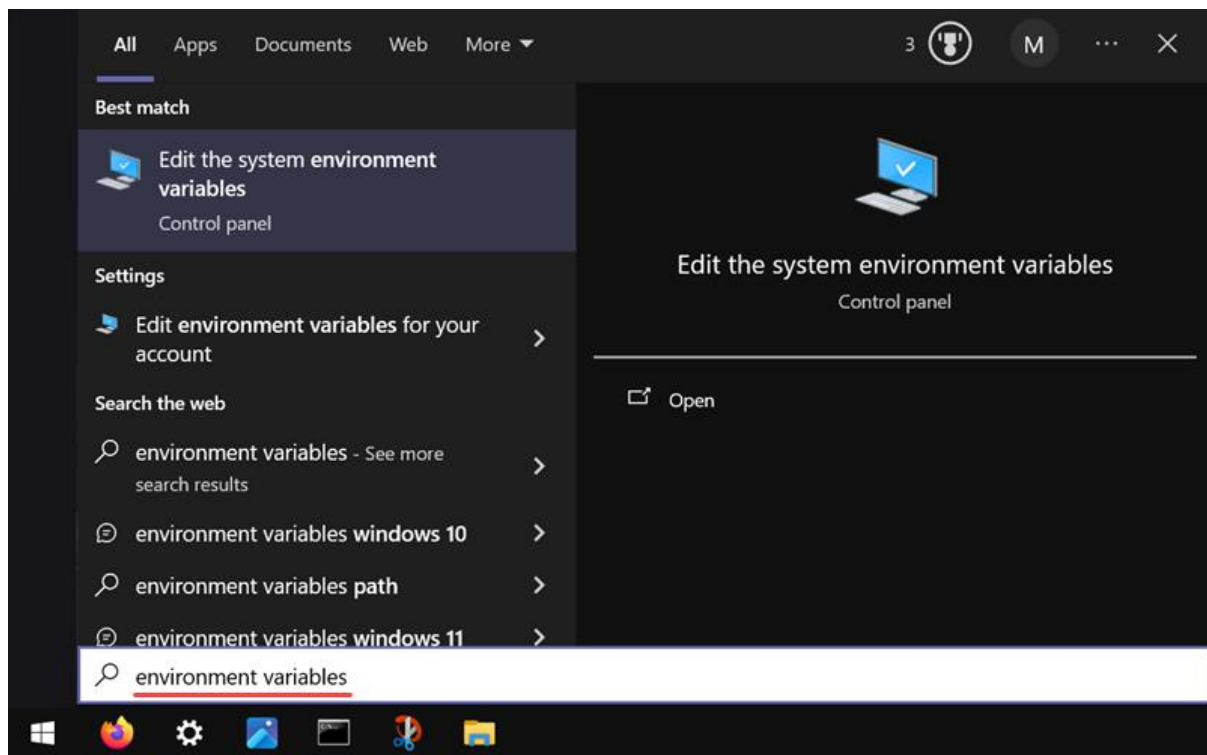 All Apps Documents Web More 3 M ...
Best match
Edit the system environment
variables
Control panel
Settings
Edit environment variables for your
account
Search the web
environment variables - See more
search results
environment variables windows 10
environment variables path
environment variables windows 11
environment variables
Edit the system environment variables
Control panel
Open